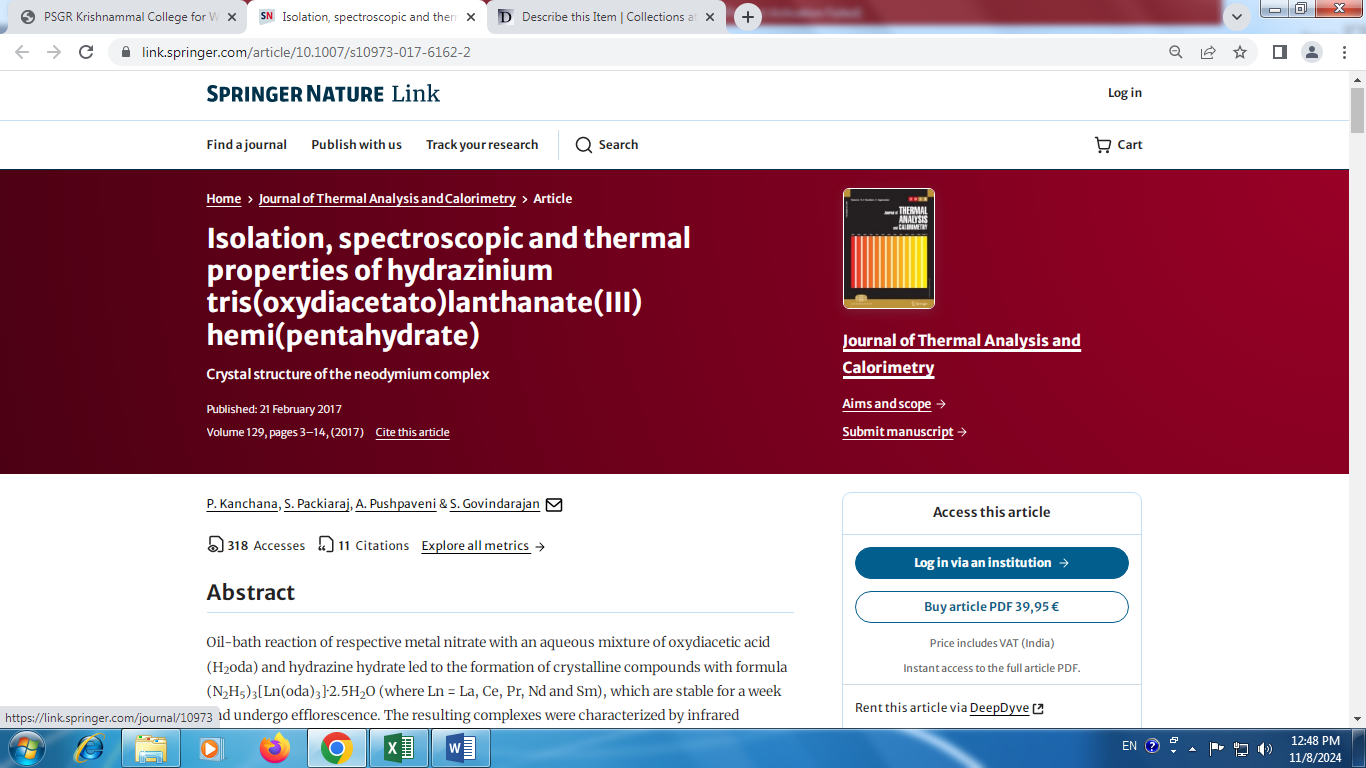 PSGR Krishnammal College for W
Isolation, spectroscopic and therm
Describe this Item | Collections a
link.springer.com/article/10.1007/s10973-017-6162-2
SPRINGER NATURE Link
Log in
Find a journal
Publish with us
Track your research
Search
Cart
Home > Journal of Thermal Analysis and Calorimetry > Article
Isolation, spectroscopic and thermal
properties of hydrazinium
tris(oxydiacetato)lanthanate(III)
hemi(pentahydrate)
Crystal structure of the neodymium complex
Published: 21 February 2017
Volume 129, pages 3–14, (2017) Cite this article
THERMAL
ANALYSIS
CALORIMETRY
Journal of Thermal Analysis and
Calorimetry
Aims and scope →
Submit manuscript →
P. Kanchana, S. Packiaraj, A. Pushpaveni & S. Govindarajan
318 Accesses 11 Citations Explore all metrics →
Abstract
Oil-bath reaction of respective metal nitrate with an aqueous mixture of oxydiacetic acid
(H₂oda) and hydrazine hydrate led to the formation of crystalline compounds with formula
(N₂H₅)₃[Ln(oda)₃]·2.5H₂O (where Ln = La, Ce, Pr, Nd and Sm), which are stable for a week
undergo efflorescence. The resulting complexes were characterized by infrared
Access this article
Log in via an institution →
Buy article PDF 39,95 €
Price includes VAT (India)
Instant access to the full article PDF.
Rent this article via DeepDyve
https://link.springer.com/journal/10973
EN
12:48 PM
11/8/2024